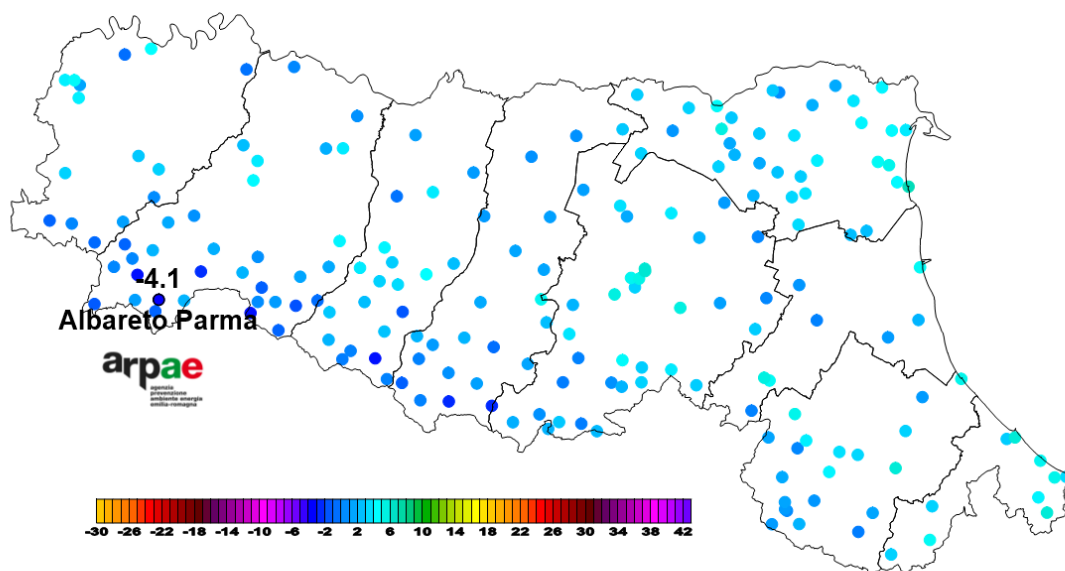 -4.1
Albareto Parma
arpae
agenzia
prevenzione
ambiente energia
emilia-romagna
-30 -26 -22 -18 -14 -10 -6 -2 2 6 10 14 18 22 26 30 34 38 42